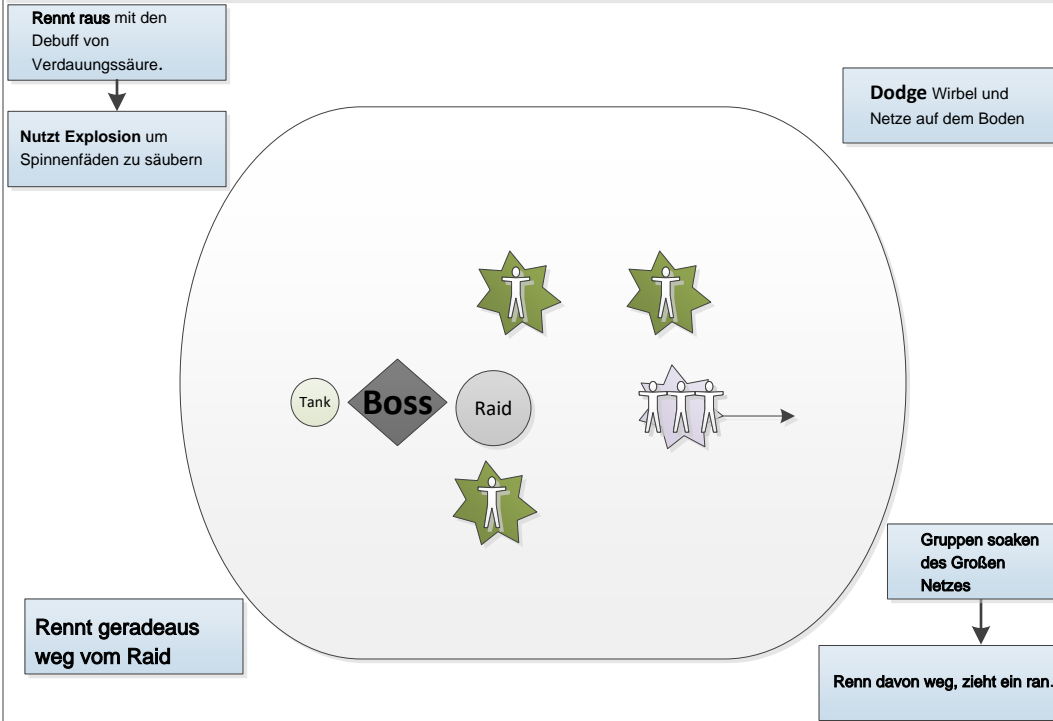 Rennt raus mit den
Debuff von
Verdauungssäure.
Nutzt Explosion um
Spinnenfäden zu säubern
Dodge Wirbel und
Netze auf dem Boden
Tank
Boss
Raid
Rennt geradeaus
weg vom Raid
Gruppen soaken
des Großen
Netzes
Renn davon weg, zieht ein ran.